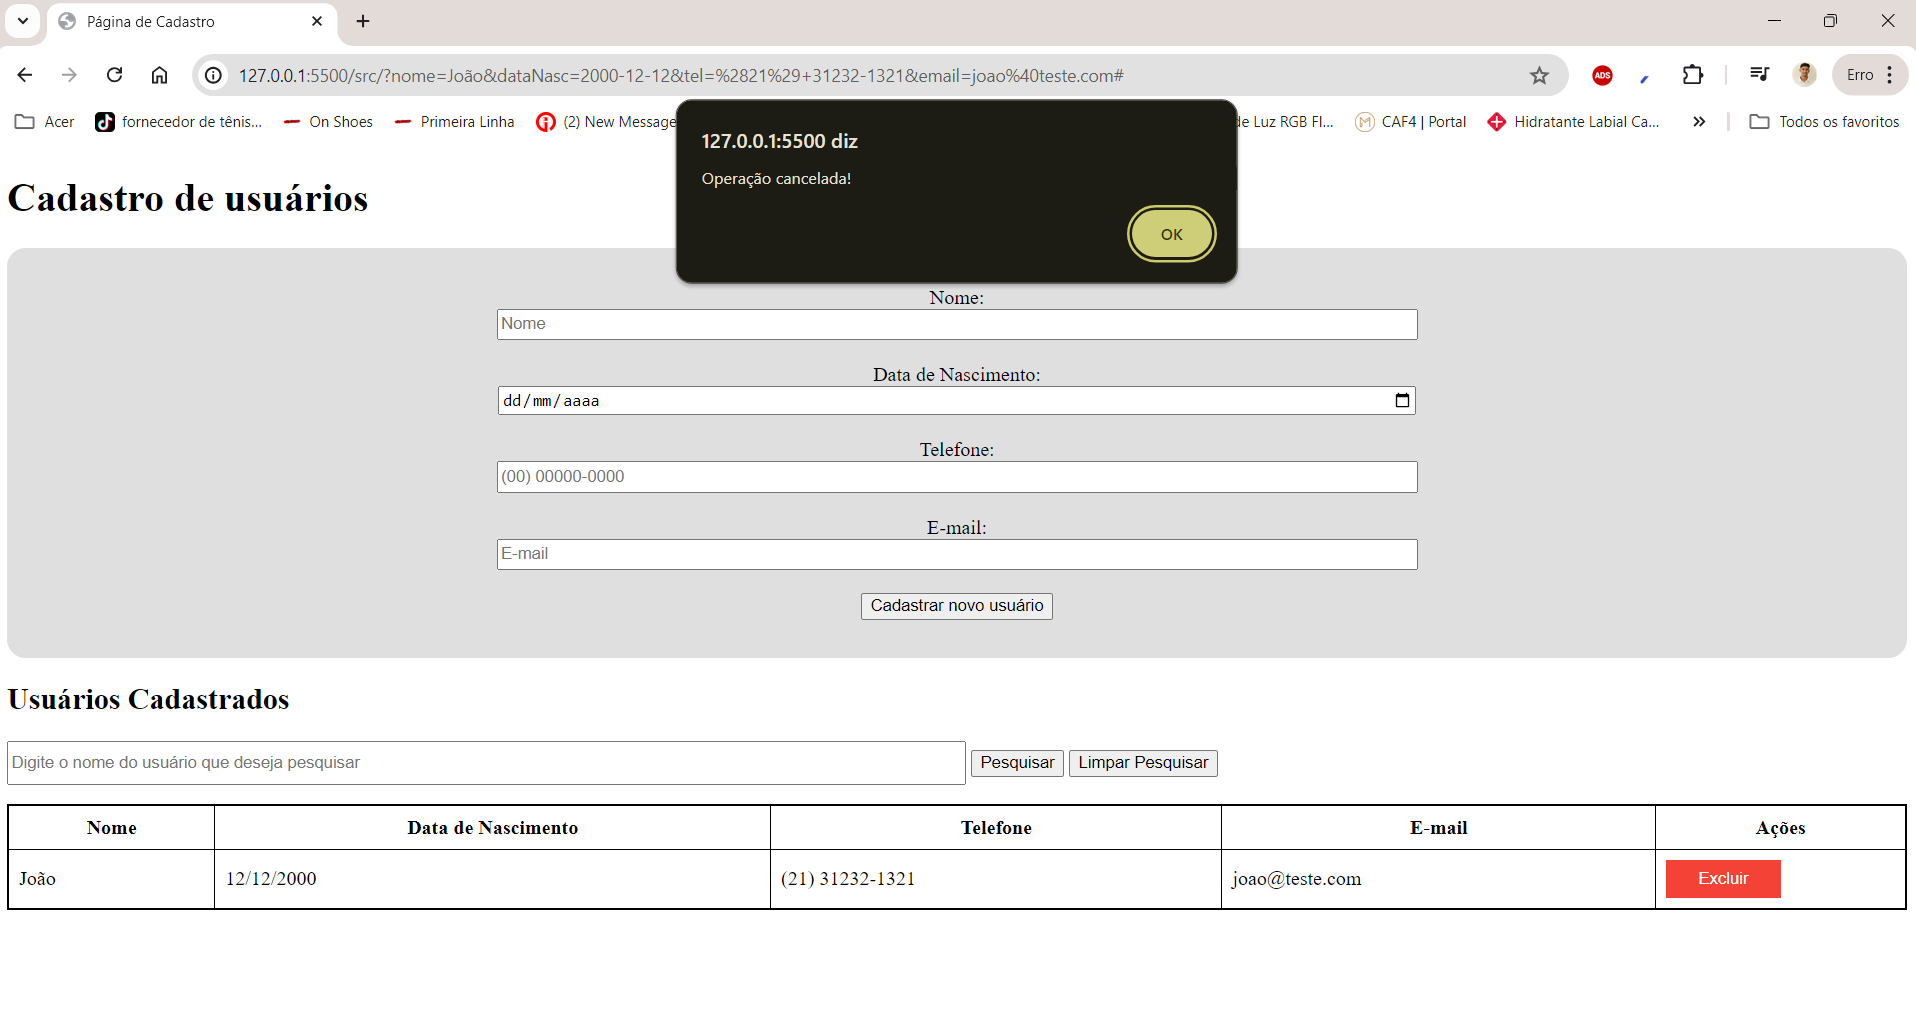 Página de Cadastro
127.0.0.1:5500/src/?nome=João&dataNasc=2000-12-12&tel=%2821%29+31232-1321&email=joao%40teste.com#
ADS
Erro
Acer
fornecedor de tênis...
On Shoes
Primeira Linha
(2) New Message
de Luz RGB Fl...
CAF4 | Portal
Hidratante Labial Ca...
Todos os favoritos
127.0.0.1:5500 diz
Operação cancelada!
OK
Cadastro de usuários
Nome:
Nome
Data de Nascimento:
dd/mm/aaaa
Telefone:
(00) 00000-0000
E-mail:
E-mail
Cadastrar novo usuário
Usuários Cadastrados
Digite o nome do usuário que deseja pesquisar
Pesquisar
Limpar Pesquisar
Nome Data de Nascimento Telefone E-mail Ações
João 12/12/2000 (21) 31232-1321 joao@teste.com Excluir